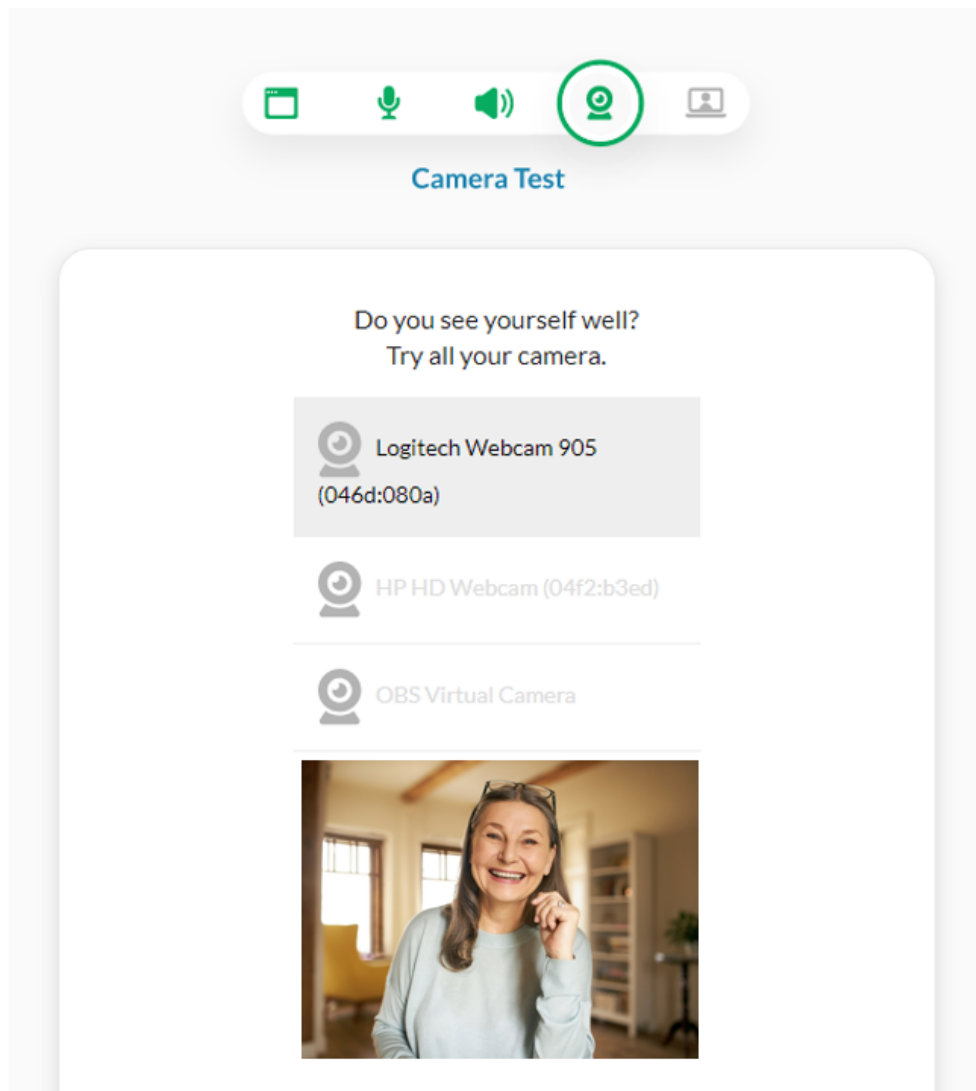 Camera Test
Do you see yourself well?
Try all your camera.
Logitech Webcam 905
(046d:080a)
HP HD Webcam (04f2:b3ed)
OBS Virtual Camera